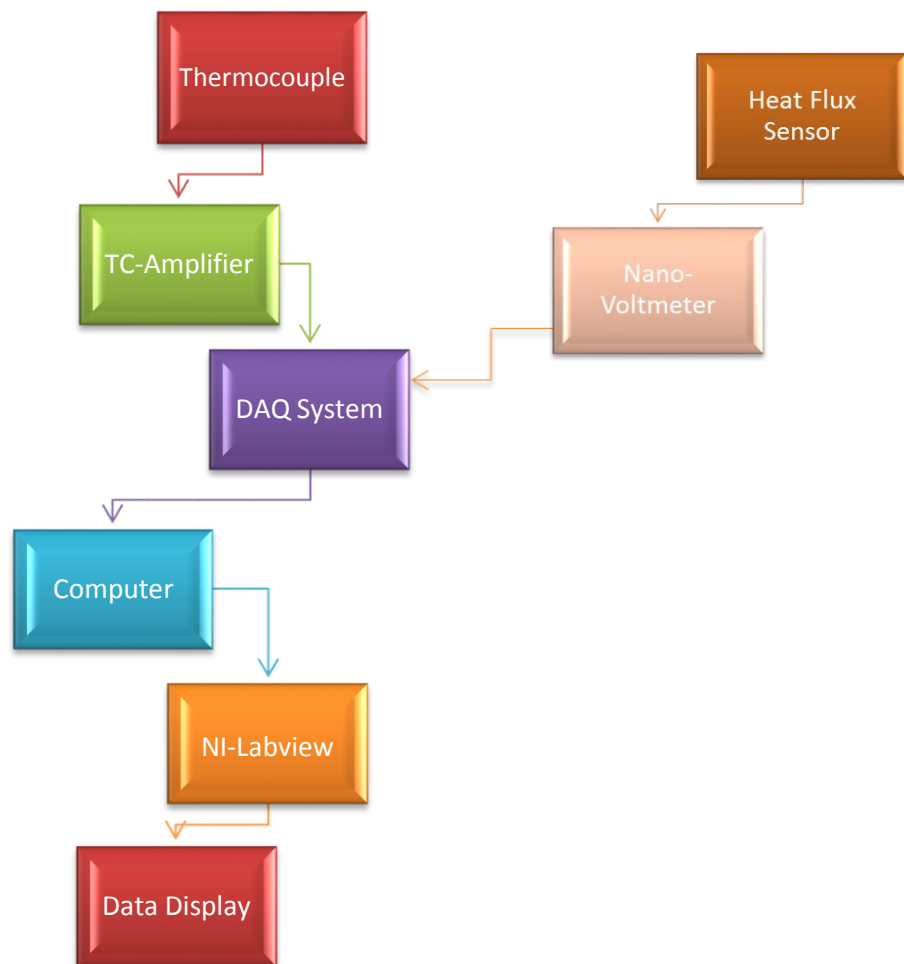 Thermocouple
Heat Flux
Sensor
TC-Amplifier
Nano-
Voltmeter
DAQ System
Computer
NI-Labview
Data Display